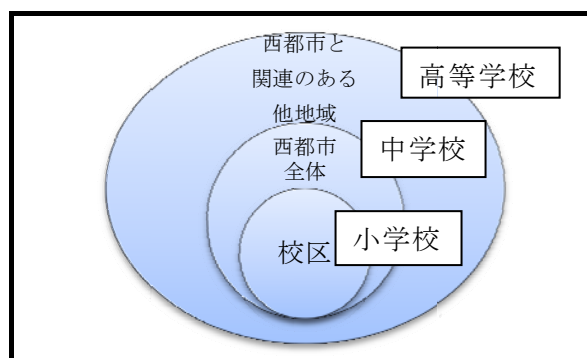 西都市と
関連のある
他地域
高等学校
西都市
全体
中学校
校区
小学校